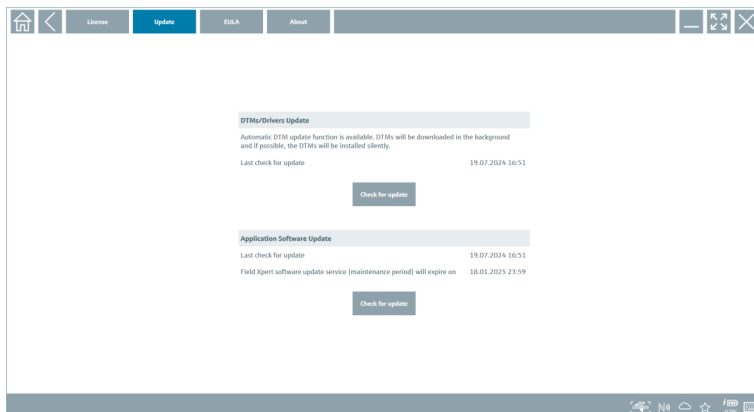 License
Update
EULA
About
DTMs/Drivers Update
Automatic DTM update function is available. DTMs will be downloaded in the background
and if possible, the DTMs will be installed silently.
Last check for update 19.07.2024 16:51
Check for update
Application Software Update
Last check for update 19.07.2024 16:51
Field Xpert software update service (maintenance period) will expire on 18.01.2025 23:59
Check for update